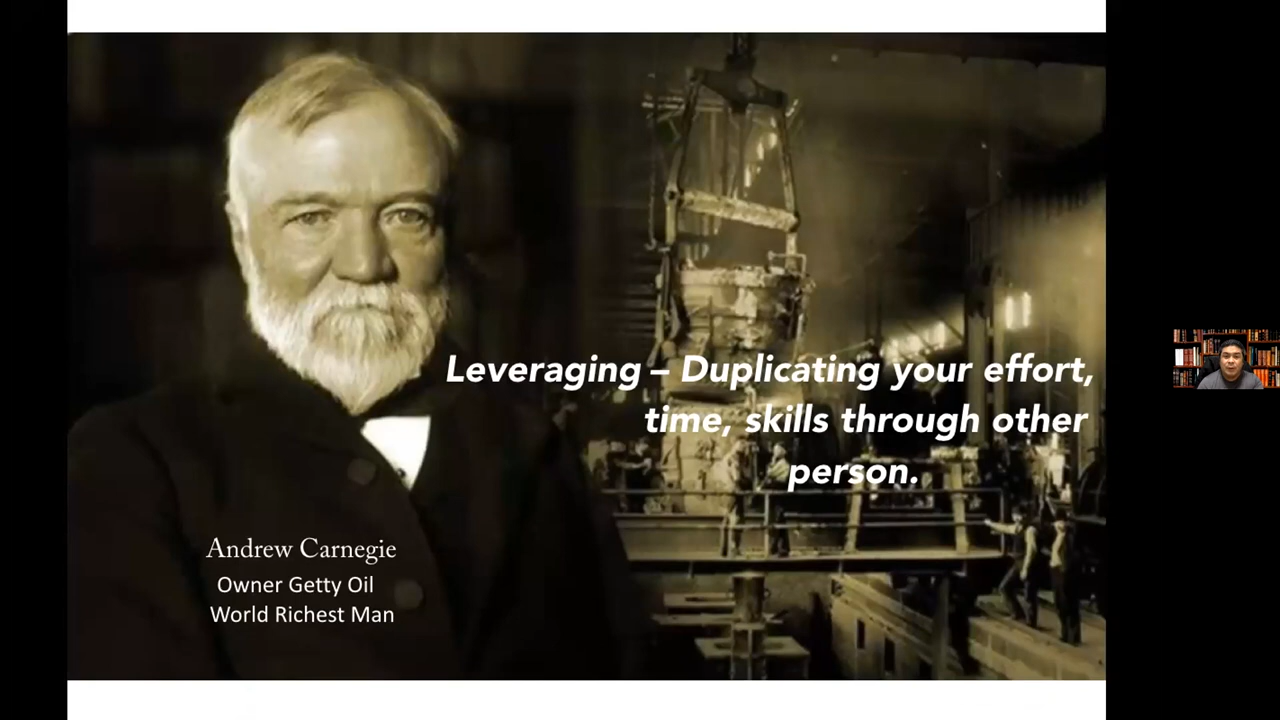 Leveraging – Duplicating your effort,
time, skills through other
person.
Andrew Carnegie
Owner Getty Oil
World Richest Man